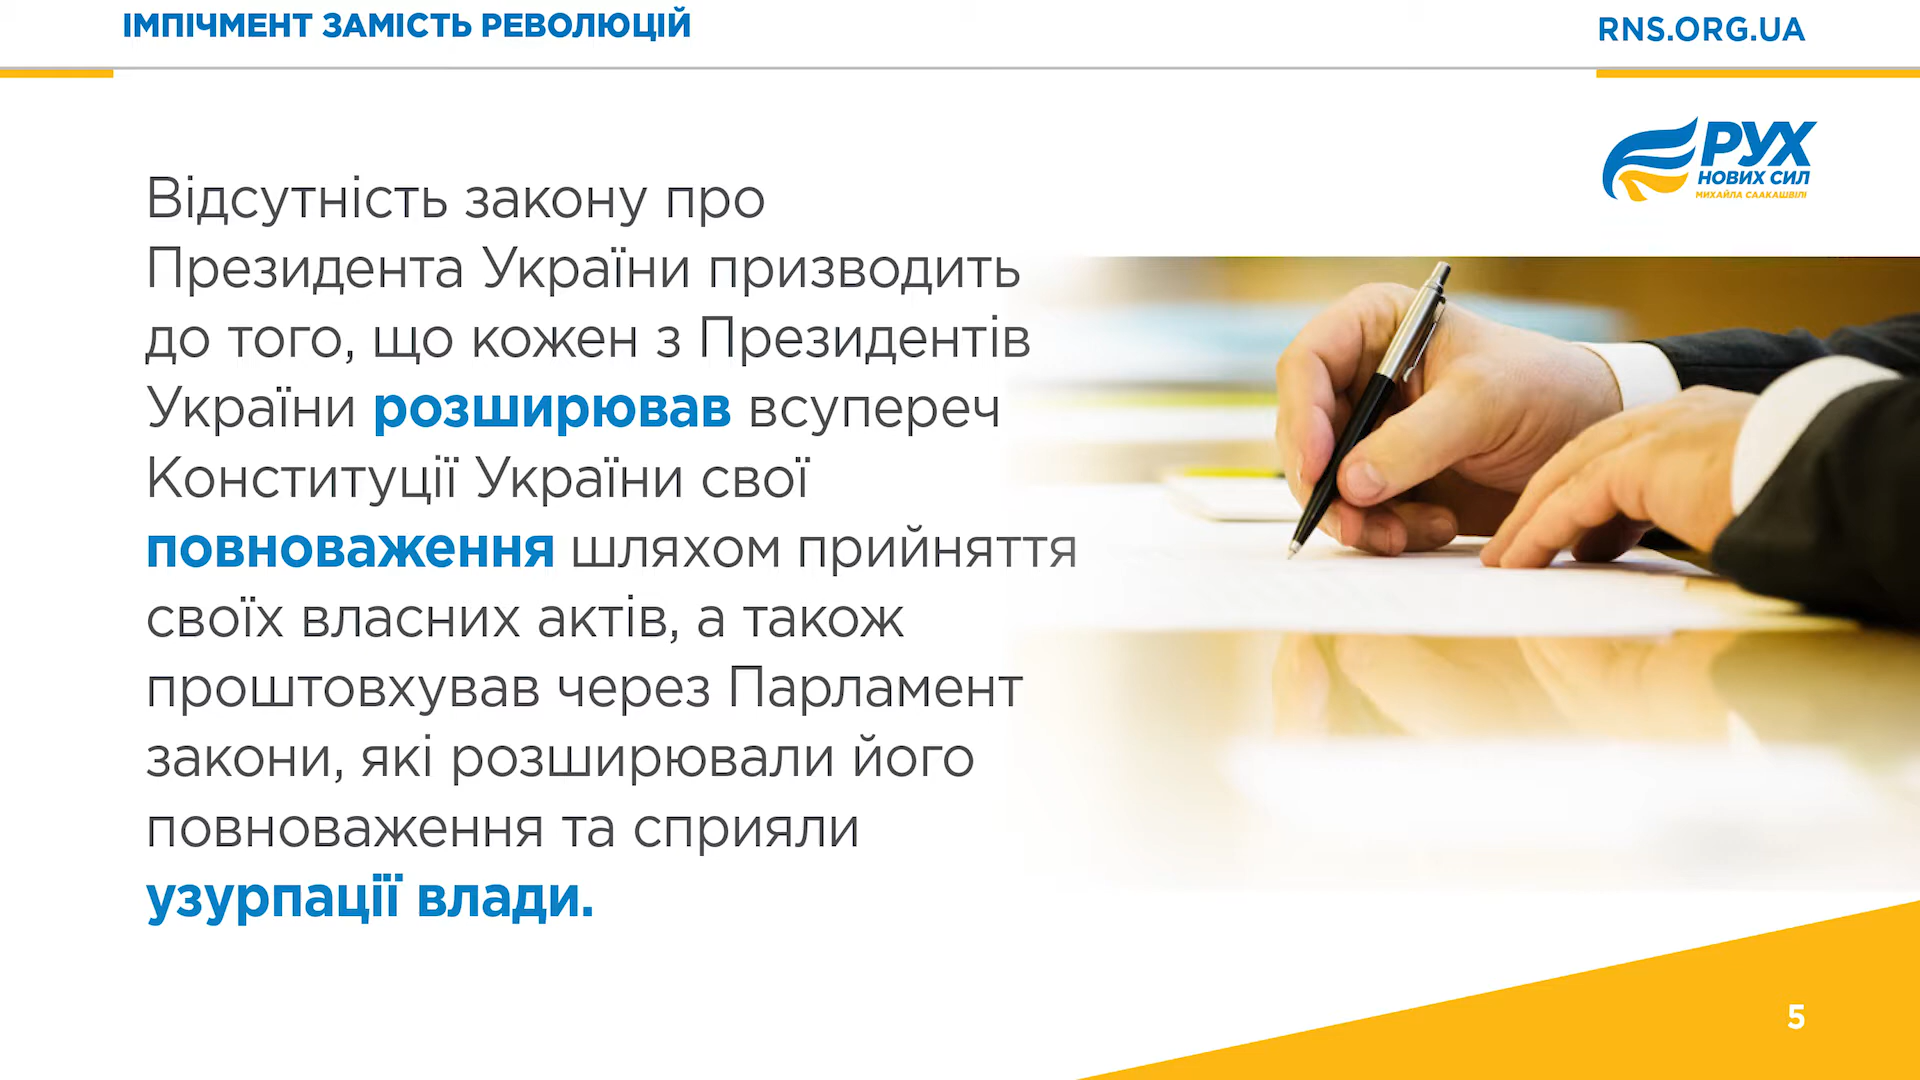 ІМПІЧМЕНТ ЗАМІСТЬ РЕВОЛЮЦІЙ
RNS.ORG.UA
РУХ
НОВИХ СИЛ
МИХАЙЛА СААКАШВІЛІ
Відсутність закону про
Президента України призводить
до того, що кожен з Президентів
України розширював всупереч
Конституції України свої
повноваження шляхом прийняття
своїх власних актів, а також
проштовхував через Парламент
закони, які розширювали його
повноваження та сприяли
узурпації влади.
5